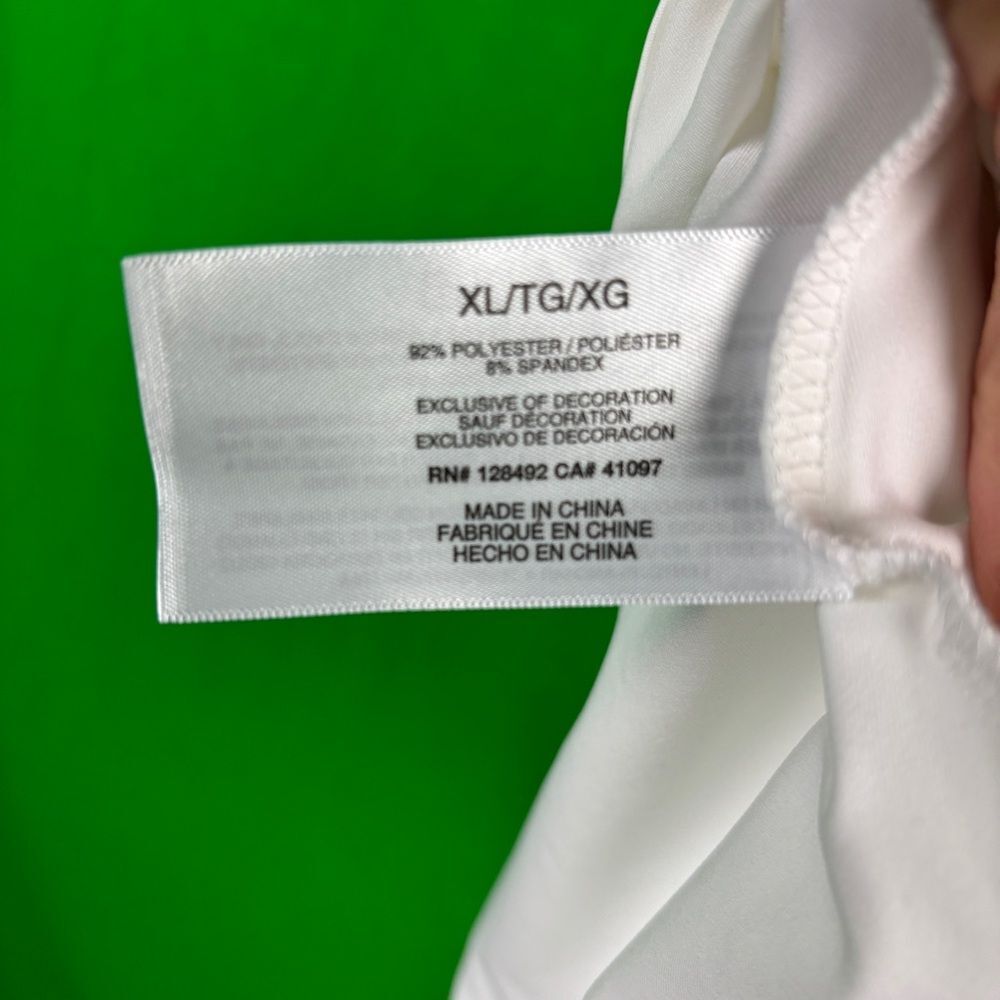 XL/TG/XG
92% POLYESTER / POLIÉSTER
8% SPANDEX
EXCLUSIVE OF DECORATION
SAUF DÉCORATION
EXCLUSIVO DE DECORACIÓN
RN# 128492 CA# 41097
MADE IN CHINA
FABRIQUÉ EN CHINE
HECHO EN CHINA